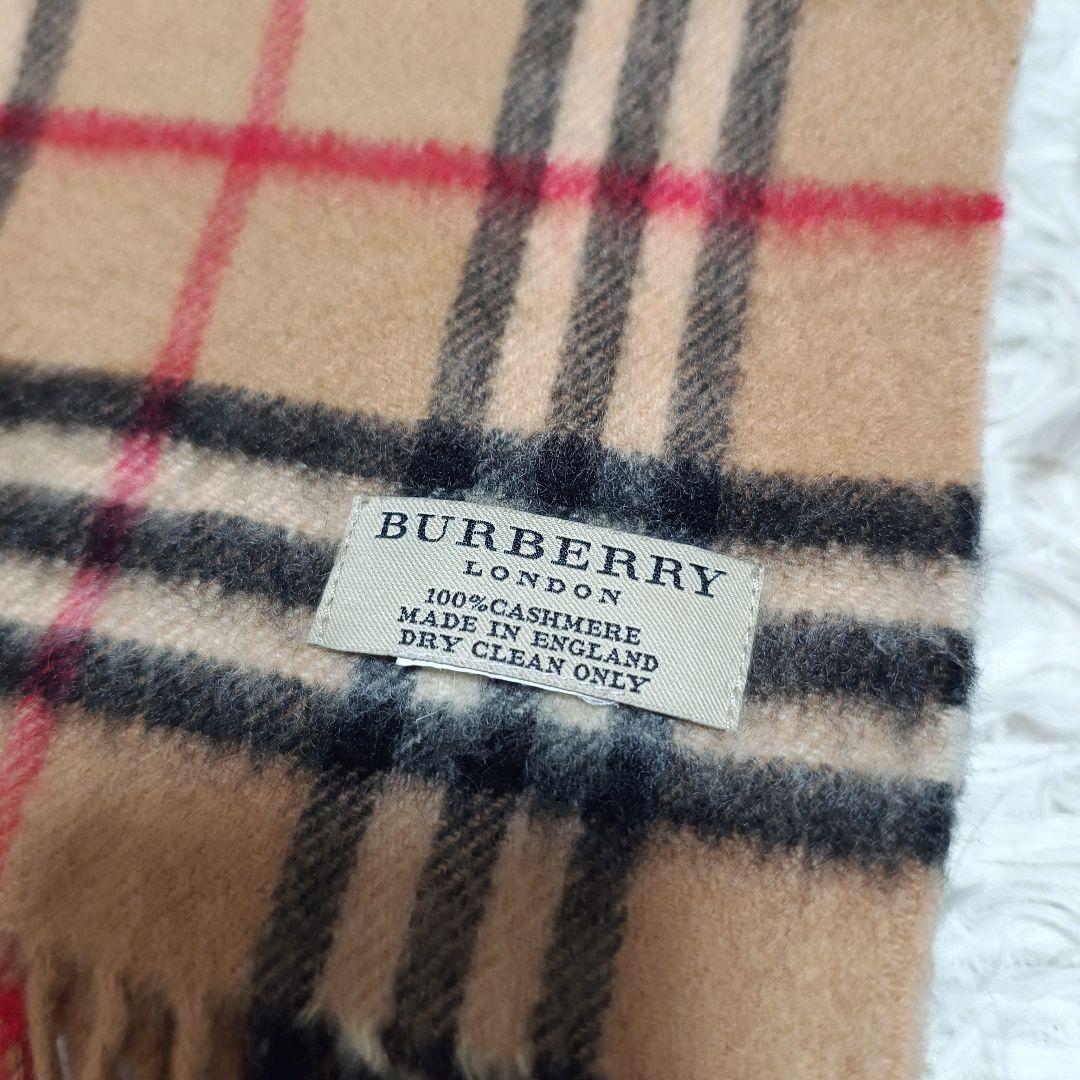 BURBERRY
LONDON
100%CASHMERE
MADE IN ENGLAND
DRY CLEAN ONLY